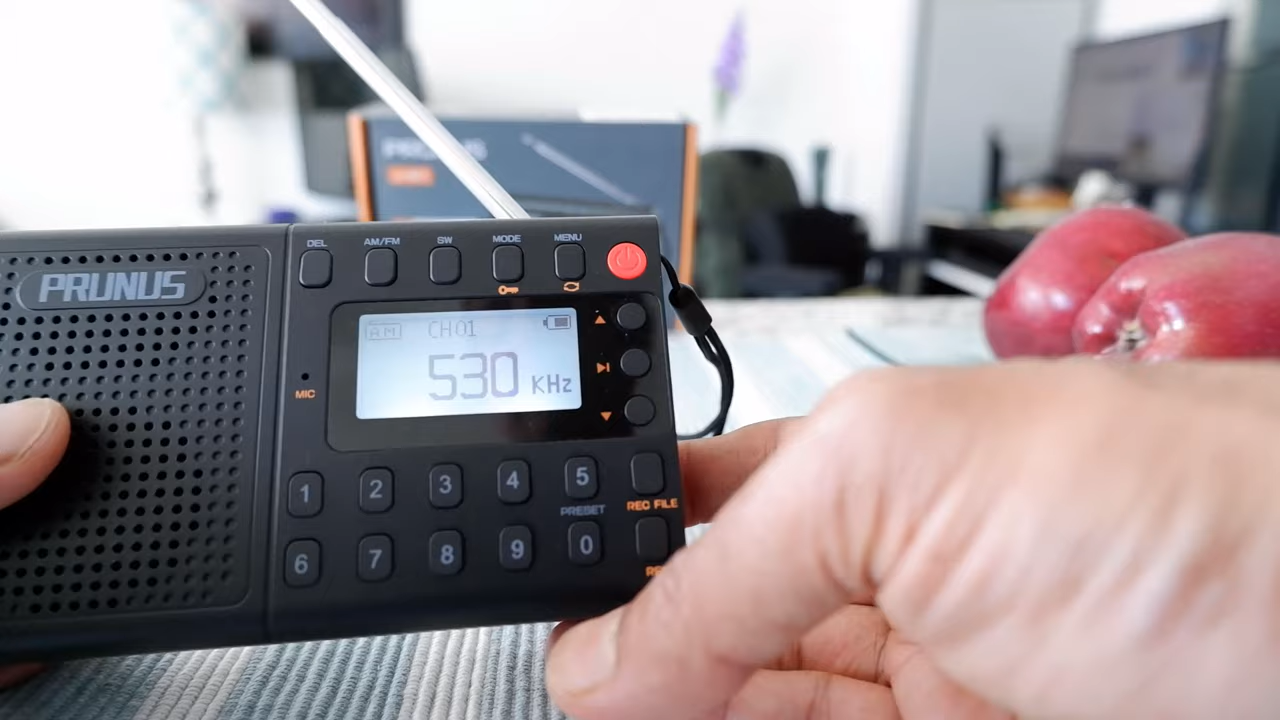 PRUNUS
DEL
AM/FM
SW
MODE
MENU
AM
CH01
530 KHz
MIC
1
2
3
4
5
PRESET
REC FILE
6
7
8
9
0